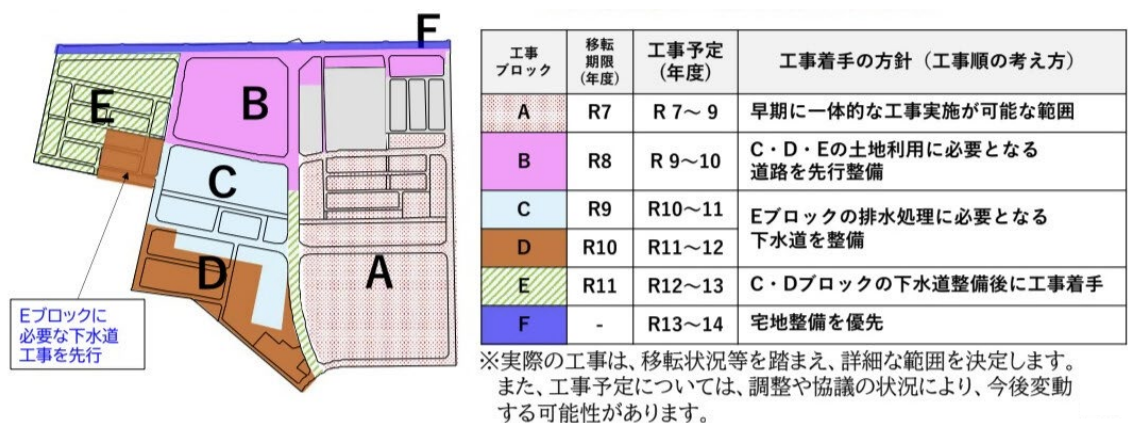 F
E
B
C
D
A
Eブロックに
必要な下水道
工事を先行
工事
ブロック
移転
期限
(年度)
工事予定
(年度)
工事着手の方針（工事順の考え方）
A
R7
R 7～ 9
早期に一体的な工事実施が可能な範囲
B
R8
R 9～10
C・D・Eの土地利用に必要となる
道路を先行整備
C
R9
R10～11
Eブロックの排水処理に必要となる
下水道を整備
D
R10
R11～12
E
R11
R12～13
C・Dブロックの下水道整備後に工事着手
F
-
R13～14
宅地整備を優先
※実際の工事は、移転状況等を踏まえ、詳細な範囲を決定します。
また、工事予定については、調整や協議の状況により、今後変動
する可能性があります。